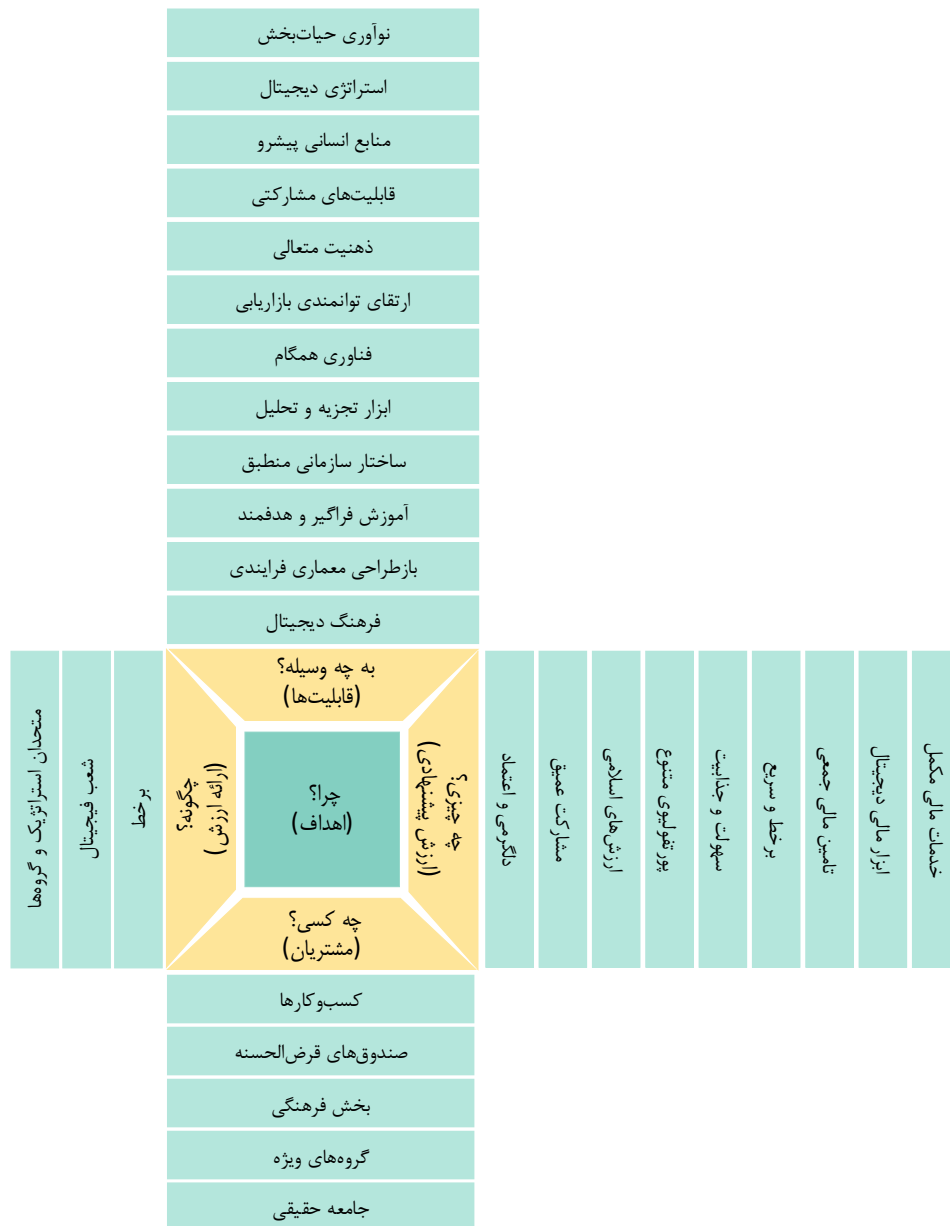 نوآوری حیات‌بخش
استراتژی دیجیتال
منابع انسانی پیشرو
قابلیت‌های مشارکتی
ذهنیت متعالی
ارتقای توانمندی بازاریابی
فناوری همگام
ابزار تجزیه و تحلیل
ساختار سازمانی منطبق
آموزش فراگیر و هدفمند
بازطراحی معماری فرایندی
فرهنگ دیجیتال
به چه وسیله؟
(قابلیت‌ها)
چه چیزی؟
(ارزش پیشنهادی)
چرا؟
(اهداف)
چگونه؟
(ارائه ارزش)
چه کسی؟
(مشتریان)
خدمات مالی مکمل
ابزار مالی دیجیتال
تامین مالی جمعی
برخط و سریع
سهولت و جذابیت
پورتفولیوی متنوع
ارزش‌های اسلامی
مشارکت عمیق
دلگرمی و اعتماد
برخط
شعب فیجیتال
متحدان استراتژیک و گروه‌ها
کسب‌وکارها
صندوق‌های قرض‌الحسنه
بخش فرهنگی
گروه‌های ویژه
جامعه حقیقی